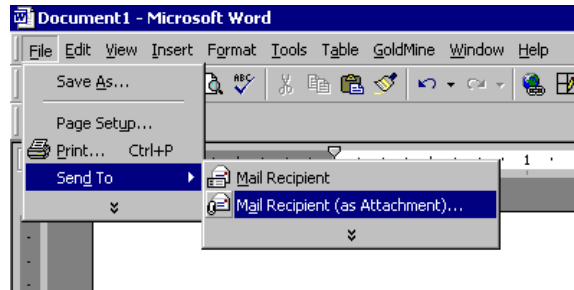 Document1 - Microsoft Word
File Edit View Insert Format Tools Table GoldMine Window Help
Save As...
ABC
Page Setup...
Print... Ctrl+P
1
Send To
Mail Recipient
Mail Recipient (as Attachment)...